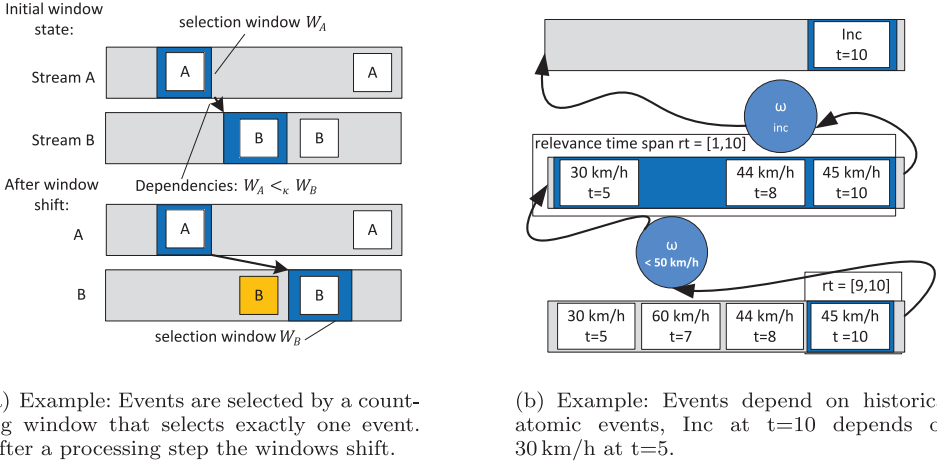 Initial window
state:
selection window W_A
Stream A
A
A
Stream B
B
B
After window
shift:
Dependencies: W_A <_κ W_B
A
A
A
B
B
B
selection window W_B
) Example: Events are selected by a count-
g window that selects exactly one event.
fter a processing step the windows shift.
Inc
t=10
ω
inc
relevance time span rt = [1,10]
30 km/h
t=5
44 km/h
t=8
45 km/h
t=10
ω
< 50 km/h
rt = [9,10]
30 km/h
t=5
60 km/h
t=7
44 km/h
t=8
45 km/h
t =10
(b) Example: Events depend on historic
atomic events, Inc at t=10 depends o
30 km/h at t=5.